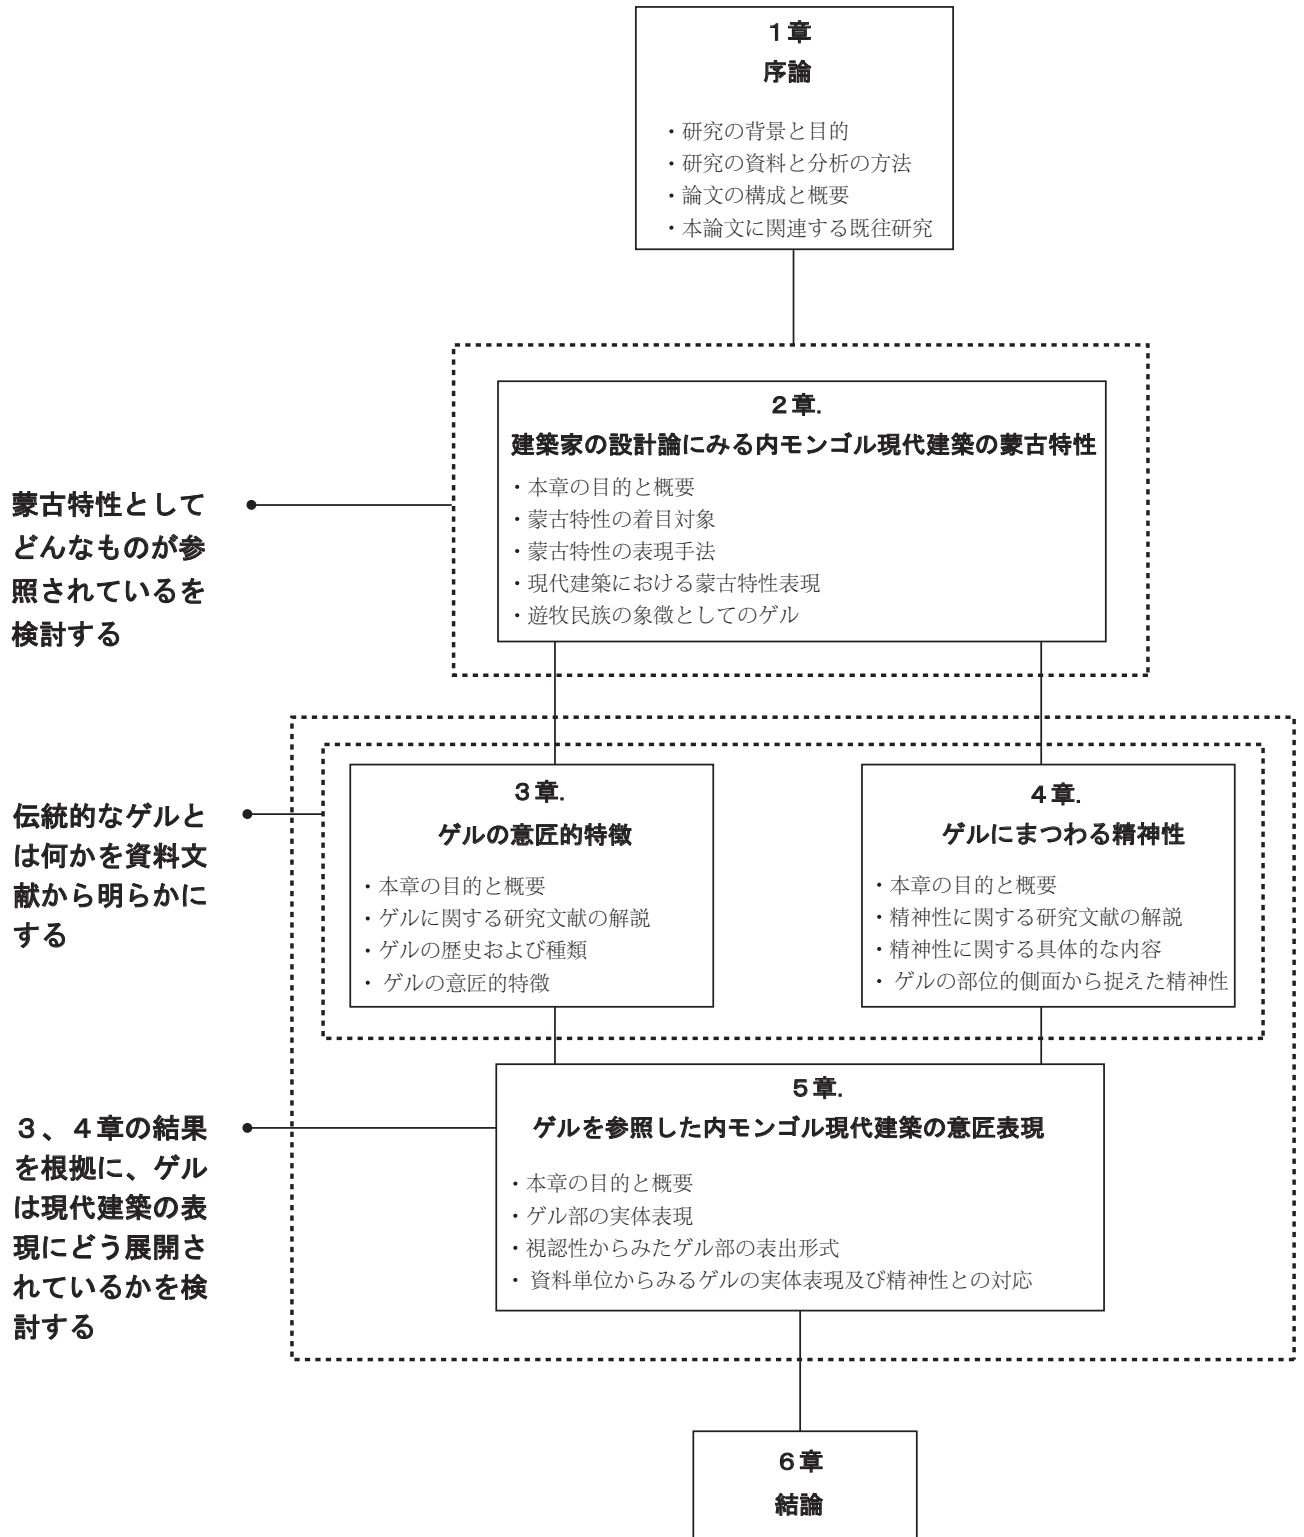 1章
序論
・研究の背景と目的
・研究の資料と分析の方法
・論文の構成と概要
・本論文に関連する既往研究
2章.
建築家の設計論にみる内モンゴル現代建築の蒙古特性
・本章の目的と概要
・蒙古特性の着目対象
・蒙古特性の表現手法
・現代建築における蒙古特性表現
・遊牧民族の象徴としてのゲル
蒙古特性として
どんなものが参
照されているを
検討する
3章.
ゲルの意匠的特徴
・本章の目的と概要
・ゲルに関する研究文献の解説
・ゲルの歴史および種類
・ゲルの意匠的特徴
4章.
ゲルにまつわる精神性
・本章の目的と概要
・精神性に関する研究文献の解説
・精神性に関する具体的な内容
・ゲルの部位的側面から捉えた精神性
伝統的なゲルと
は何かを資料文
献から明らかに
する
5章.
ゲルを参照した内モンゴル現代建築の意匠表現
・本章の目的と概要
・ゲル部の実体表現
・視認性からみたゲル部の表出形式
・資料単位からみるゲルの実体表現及び精神性との対応
3、4章の結果
を根拠に、ゲル
は現代建築の表
現にどう展開さ
れているかを検
討する
6章
結論